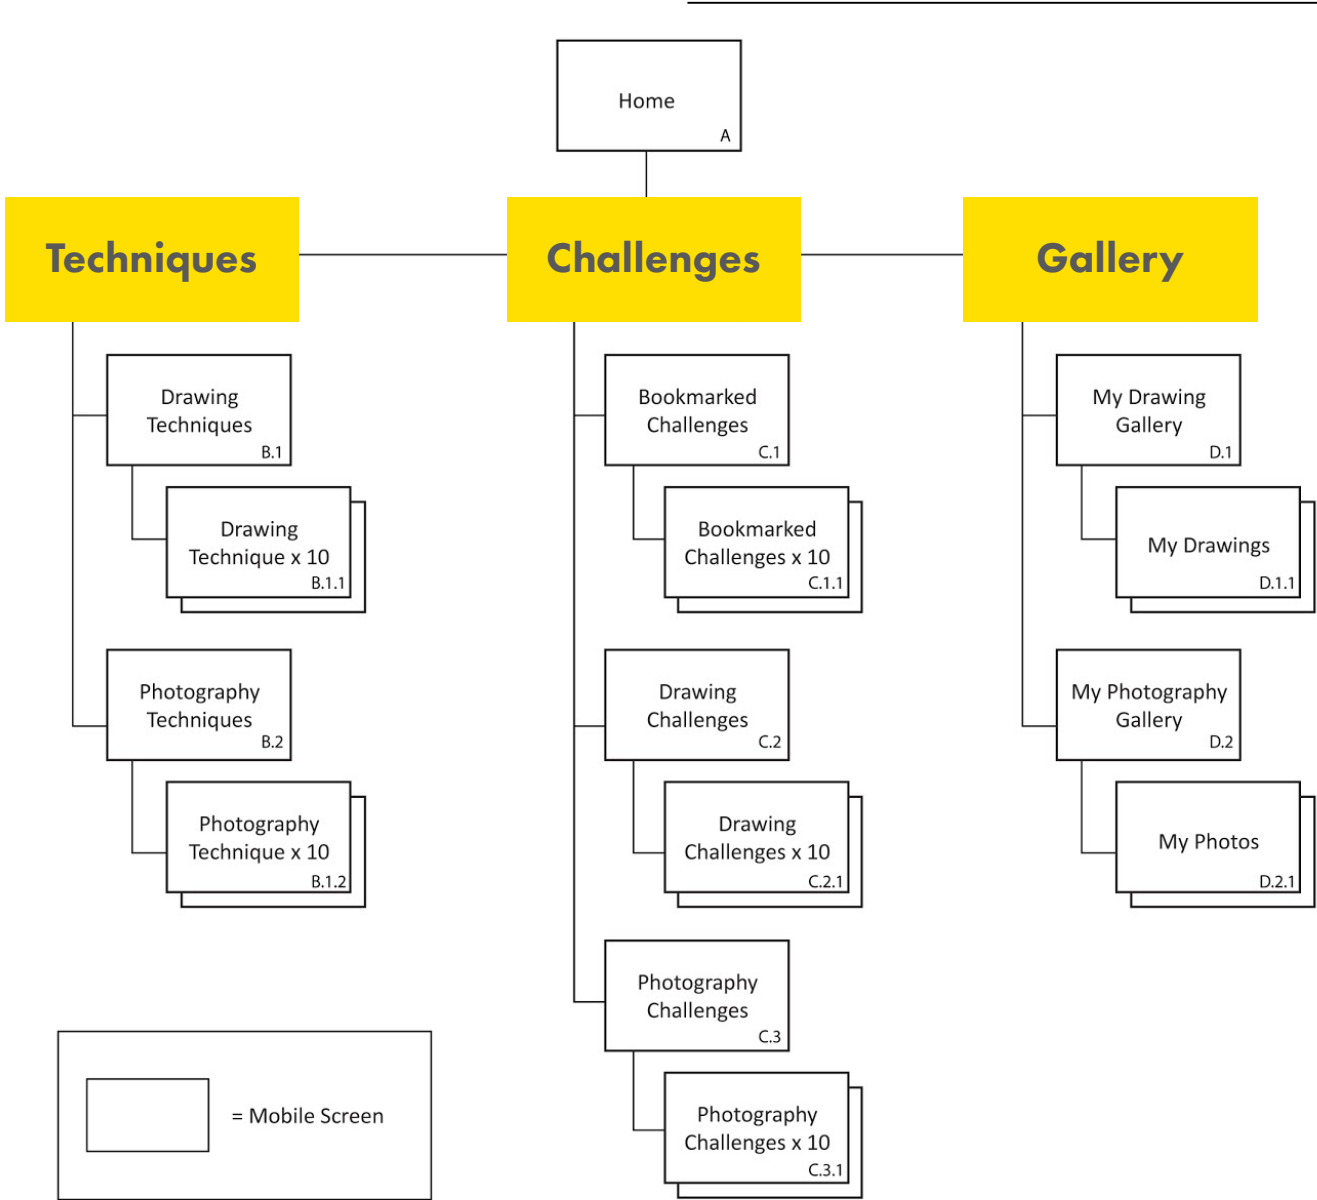 Home
A
Techniques
Challenges
Gallery
Drawing
Techniques
B.1
Drawing
Technique x 10
B.1.1
Photography
Techniques
B.2
Photography
Technique x 10
B.1.2
Bookmarked
Challenges
C.1
Bookmarked
Challenges x 10
C.1.1
Drawing
Challenges
C.2
Drawing
Challenges x 10
C.2.1
Photography
Challenges
C.3
Photography
Challenges x 10
C.3.1
My Drawing
Gallery
D.1
My Drawings
D.1.1
My Photography
Gallery
D.2
My Photos
D.2.1
= Mobile Screen